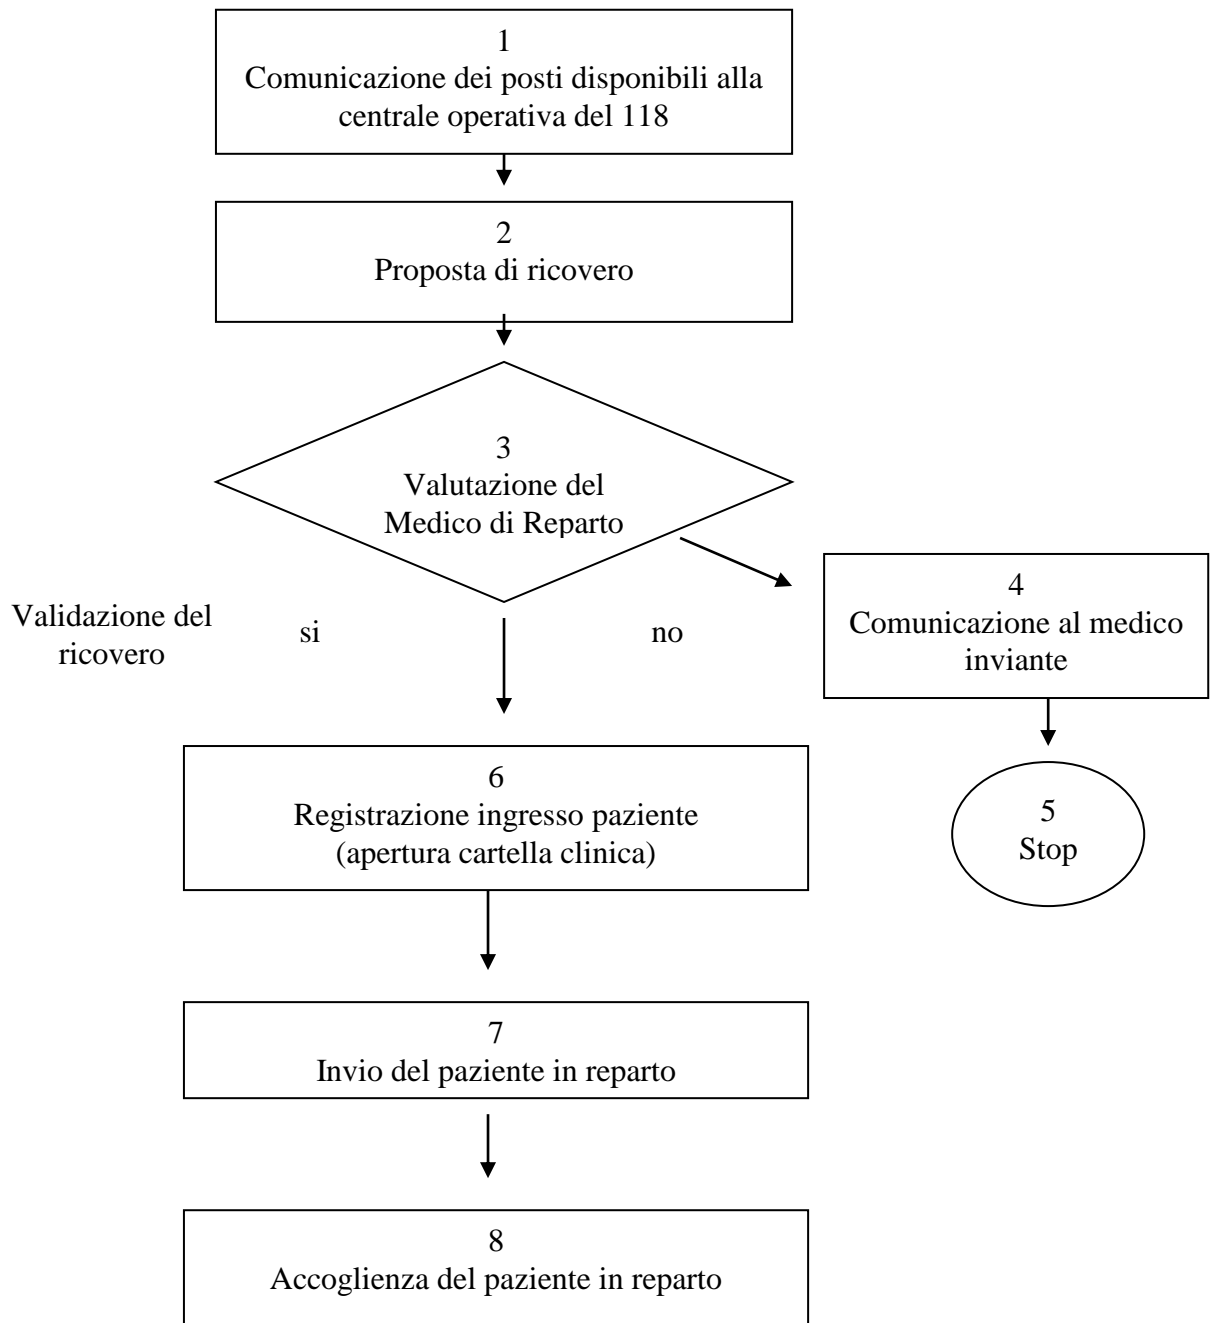 1
Comunicazione dei posti disponibili alla
centrale operativa del 118
2
Proposta di ricovero
3
Valutazione del
Medico di Reparto
Validazione del
ricovero
si
no
4
Comunicazione al medico
inviante
5
Stop
6
Registrazione ingresso paziente
(apertura cartella clinica)
7
Invio del paziente in reparto
8
Accoglienza del paziente in reparto